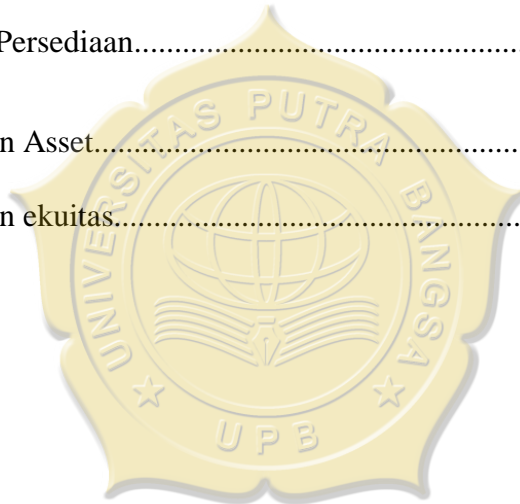 Persediaan................................................
n Asset......................................................
n ekuitas...................................................
UNIVERSITAS PUTRA BANGSA
UPB